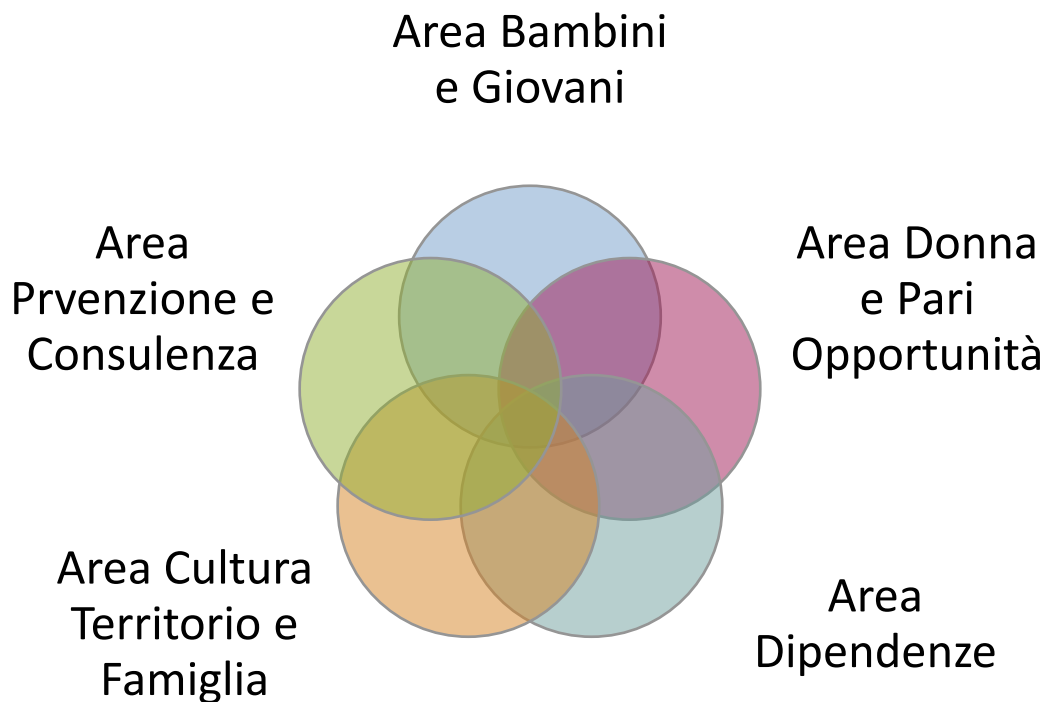 Area Bambini
e Giovani
Area Donna
e Pari
Opportunità
Area
Dipendenze
Area Cultura
Territorio e
Famiglia
Area
Prvenzione e
Consulenza